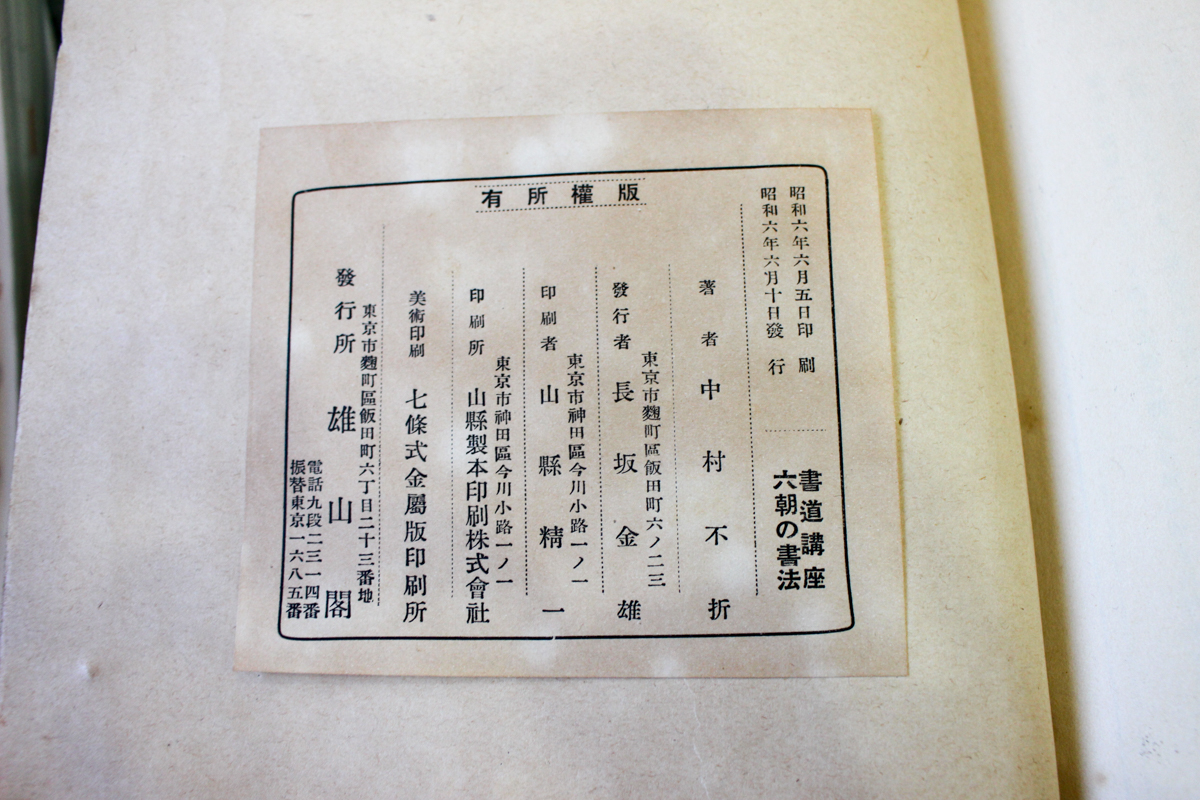 版權所有
昭和六年六月五日印刷
昭和六年六月十日發行
書道講座
六朝の書法
著者 中村不折
東京市麴町區飯田町六ノ二三
發行者 長坂金雄
東京市神田區今川小路一ノ一
印刷者 山縣精一
東京市神田區今川小路一ノ一
印刷所 山縣製本印刷株式會社
美術印刷 七條式金屬版印刷所
東京市麴町區飯田町六丁目二十三番地
發行所 雄山閣
電話九段二三一四番
振替東京一六八五番